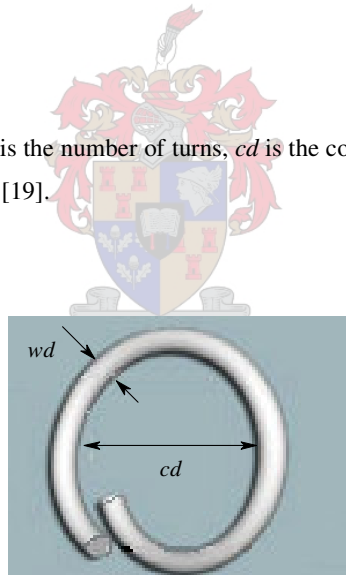 is the number of turns, cd is the co
[19].
wd
cd